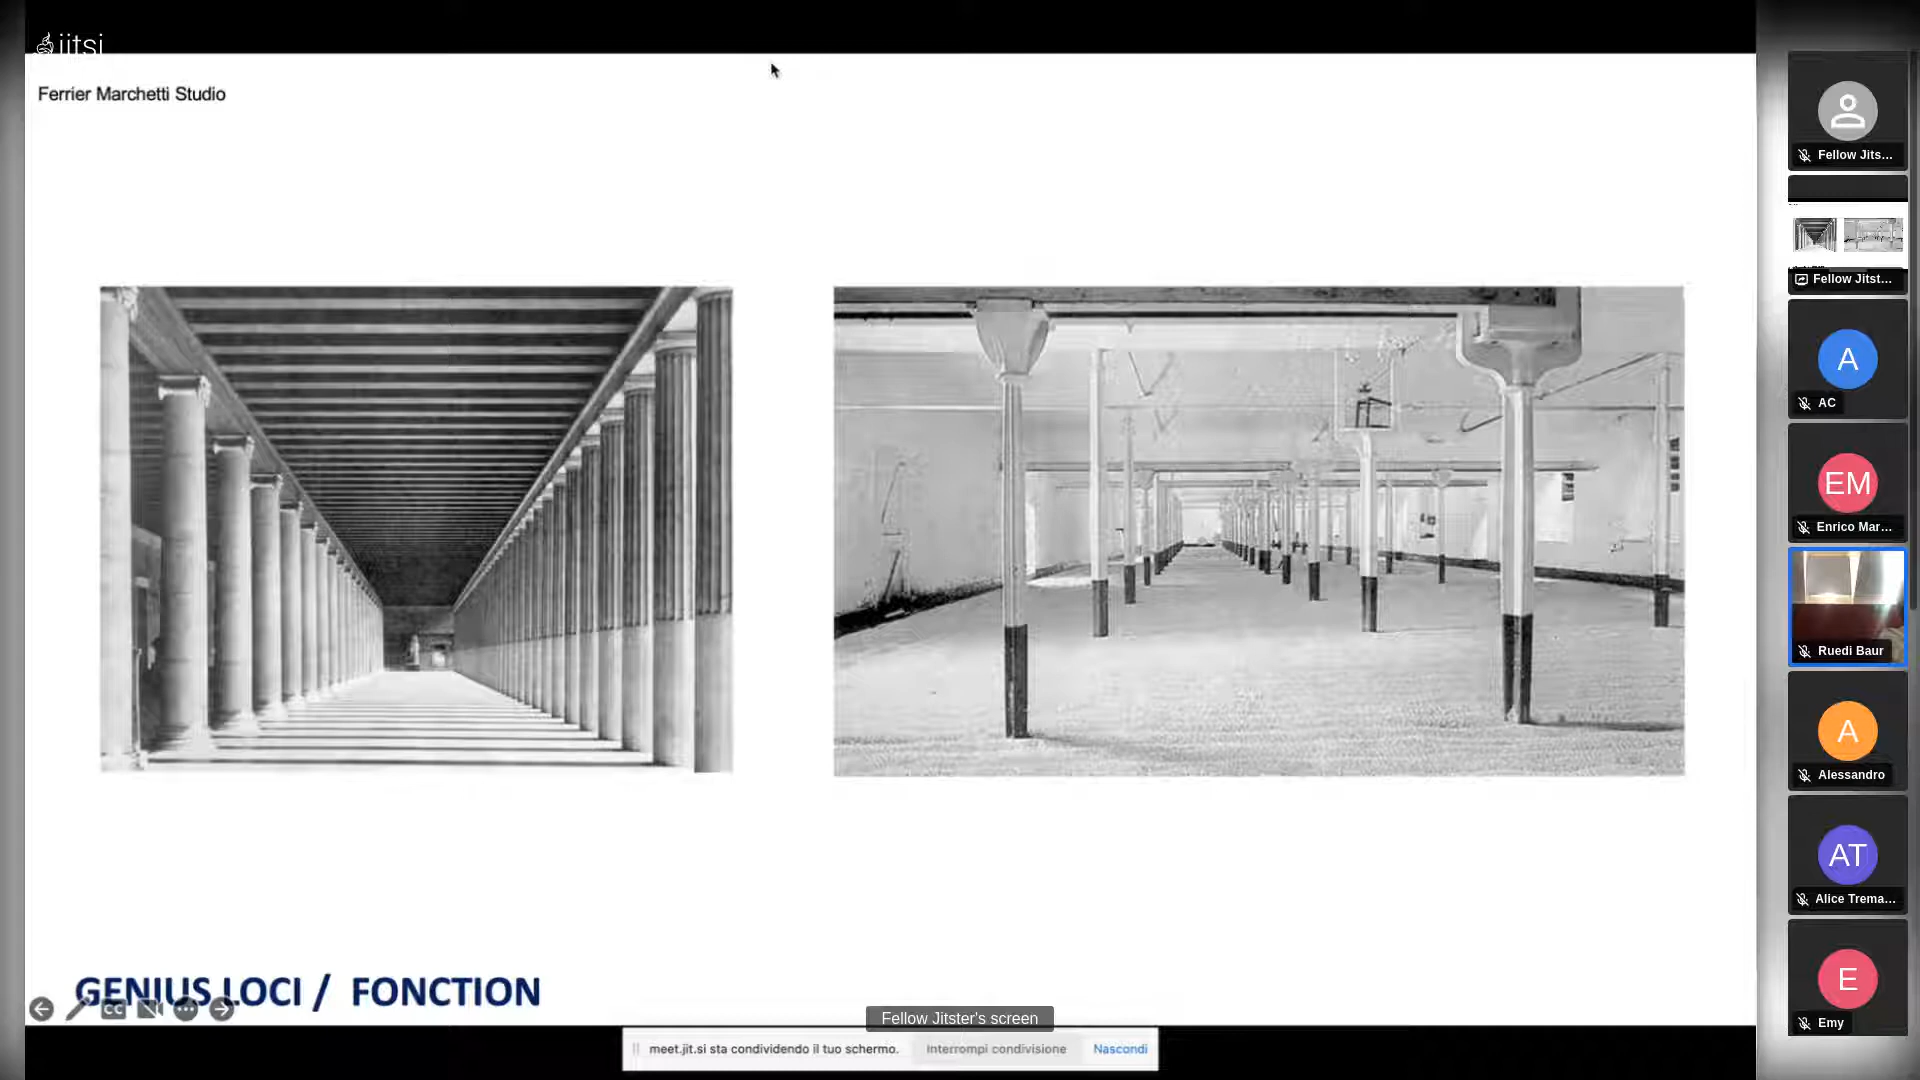 jitsi
Ferrier Marchetti Studio
GENIUS LOCI / FONCTION
CC
Fellow Jitster's screen
meet.jit.si sta condividendo il tuo schermo.
Interrompi condivisione
Nascondi
Fellow Jits...
Fellow Jitst...
A
AC
EM
Enrico Mar...
Ruedi Baur
A
Alessandro
AT
Alice Trema...
E
Emy